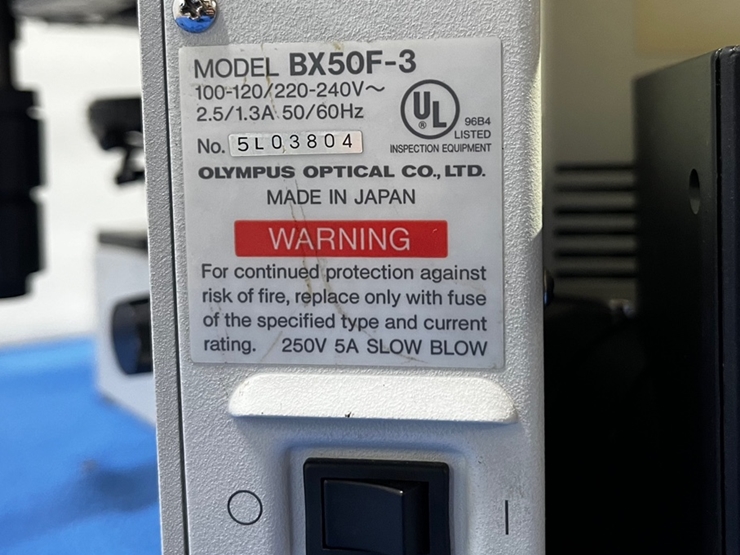 MODEL BX50F-3
100-120/220-240V~
2.5/1.3A 50/60Hz
UL ®
96B4
LISTED
INSPECTION EQUIPMENT
No. 5L03804
OLYMPUS OPTICAL CO., LTD.
MADE IN JAPAN
WARNING
For continued protection against
risk of fire, replace only with fuse
of the specified type and current
rating. 250V 5A SLOW BLOW